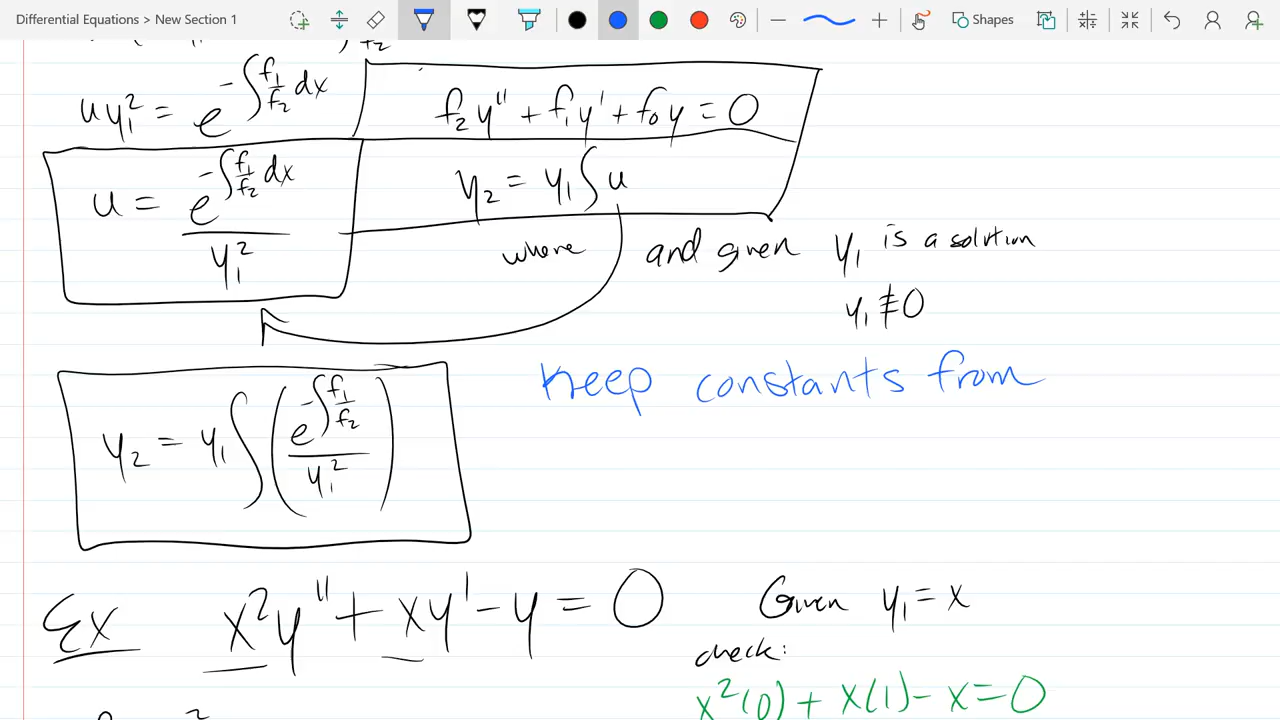 Differential Equations > New Section 1
Shapes
f₂
uy₁² = e^(-∫(f₁/f₂)dx)
f₂y″ + f₁y′ + f₀y = 0
u = e^(-∫(f₁/f₂)dx) / y₁²
y₂ = y₁∫u
where and given y₁ is a solution
y₁ ≢ 0
Keep constants from
y₂ = y₁∫(e^(-∫f₁/f₂) / y₁²)
Ex x²y″ + xy′ - y = 0 Given y₁ = x
check:
x²(0) + x(1) - x = 0